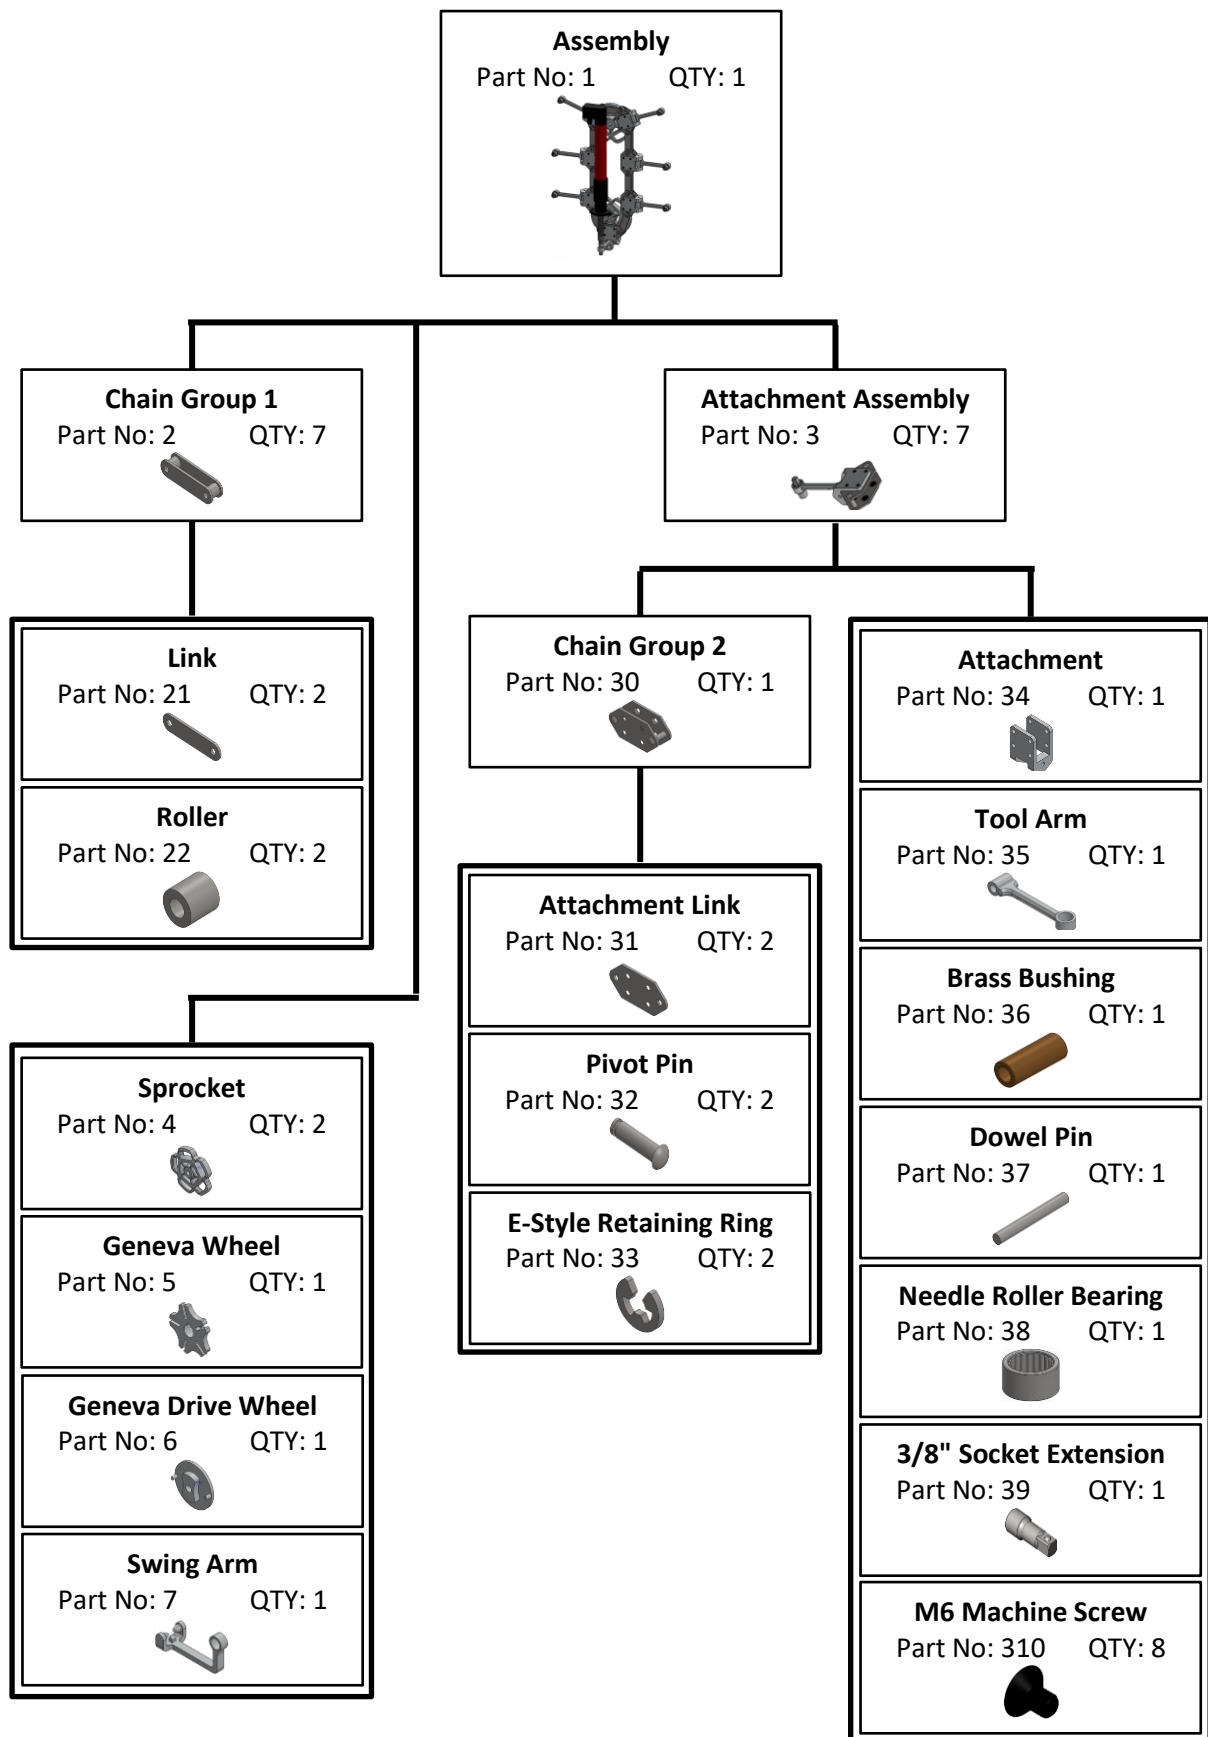 Assembly
Part No: 1 QTY: 1
Chain Group 1
Part No: 2 QTY: 7
Attachment Assembly
Part No: 3 QTY: 7
Link
Part No: 21 QTY: 2
Roller
Part No: 22 QTY: 2
Sprocket
Part No: 4 QTY: 2
Geneva Wheel
Part No: 5 QTY: 1
Geneva Drive Wheel
Part No: 6 QTY: 1
Swing Arm
Part No: 7 QTY: 1
Chain Group 2
Part No: 30 QTY: 1
Attachment Link
Part No: 31 QTY: 2
Pivot Pin
Part No: 32 QTY: 2
E-Style Retaining Ring
Part No: 33 QTY: 2
Attachment
Part No: 34 QTY: 1
Tool Arm
Part No: 35 QTY: 1
Brass Bushing
Part No: 36 QTY: 1
Dowel Pin
Part No: 37 QTY: 1
Needle Roller Bearing
Part No: 38 QTY: 1
3/8" Socket Extension
Part No: 39 QTY: 1
M6 Machine Screw
Part No: 310 QTY: 8